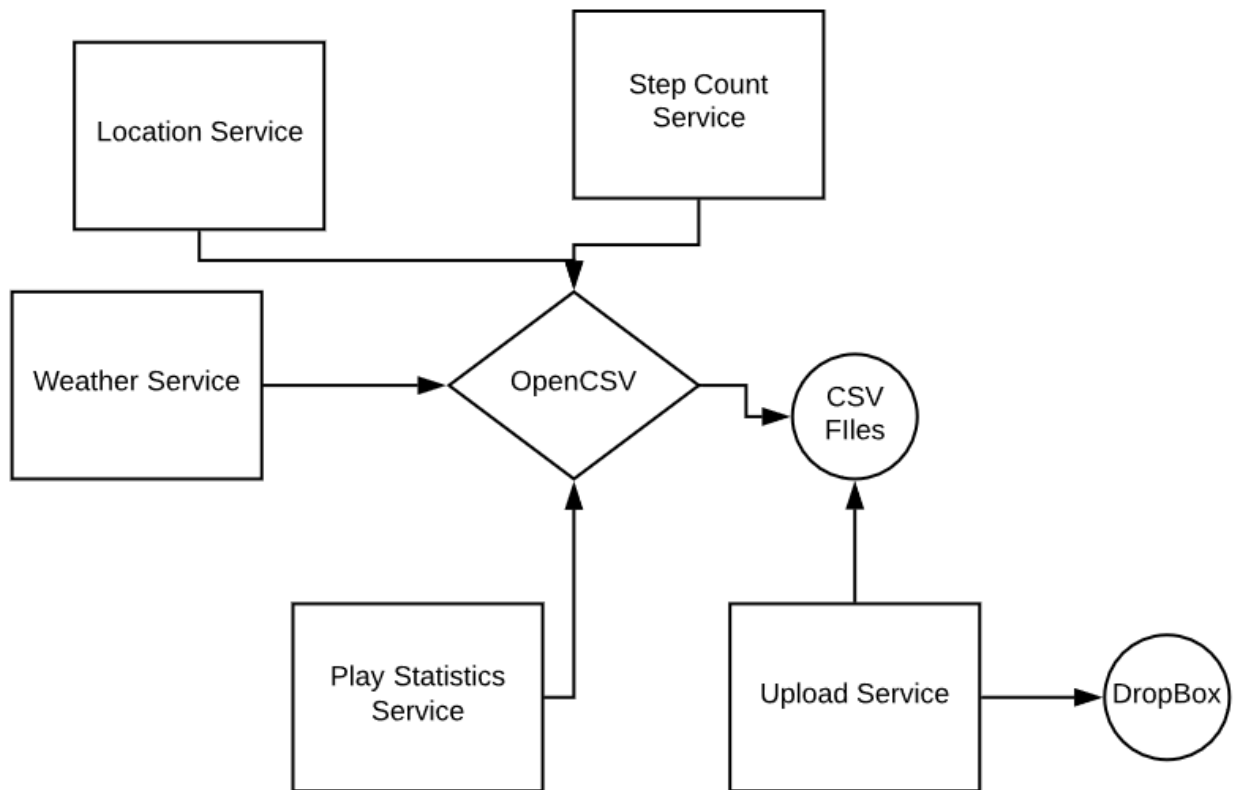 Step Count
Service
Location Service
Weather Service
OpenCSV
CSV
FIles
Play Statistics
Service
Upload Service
DropBox